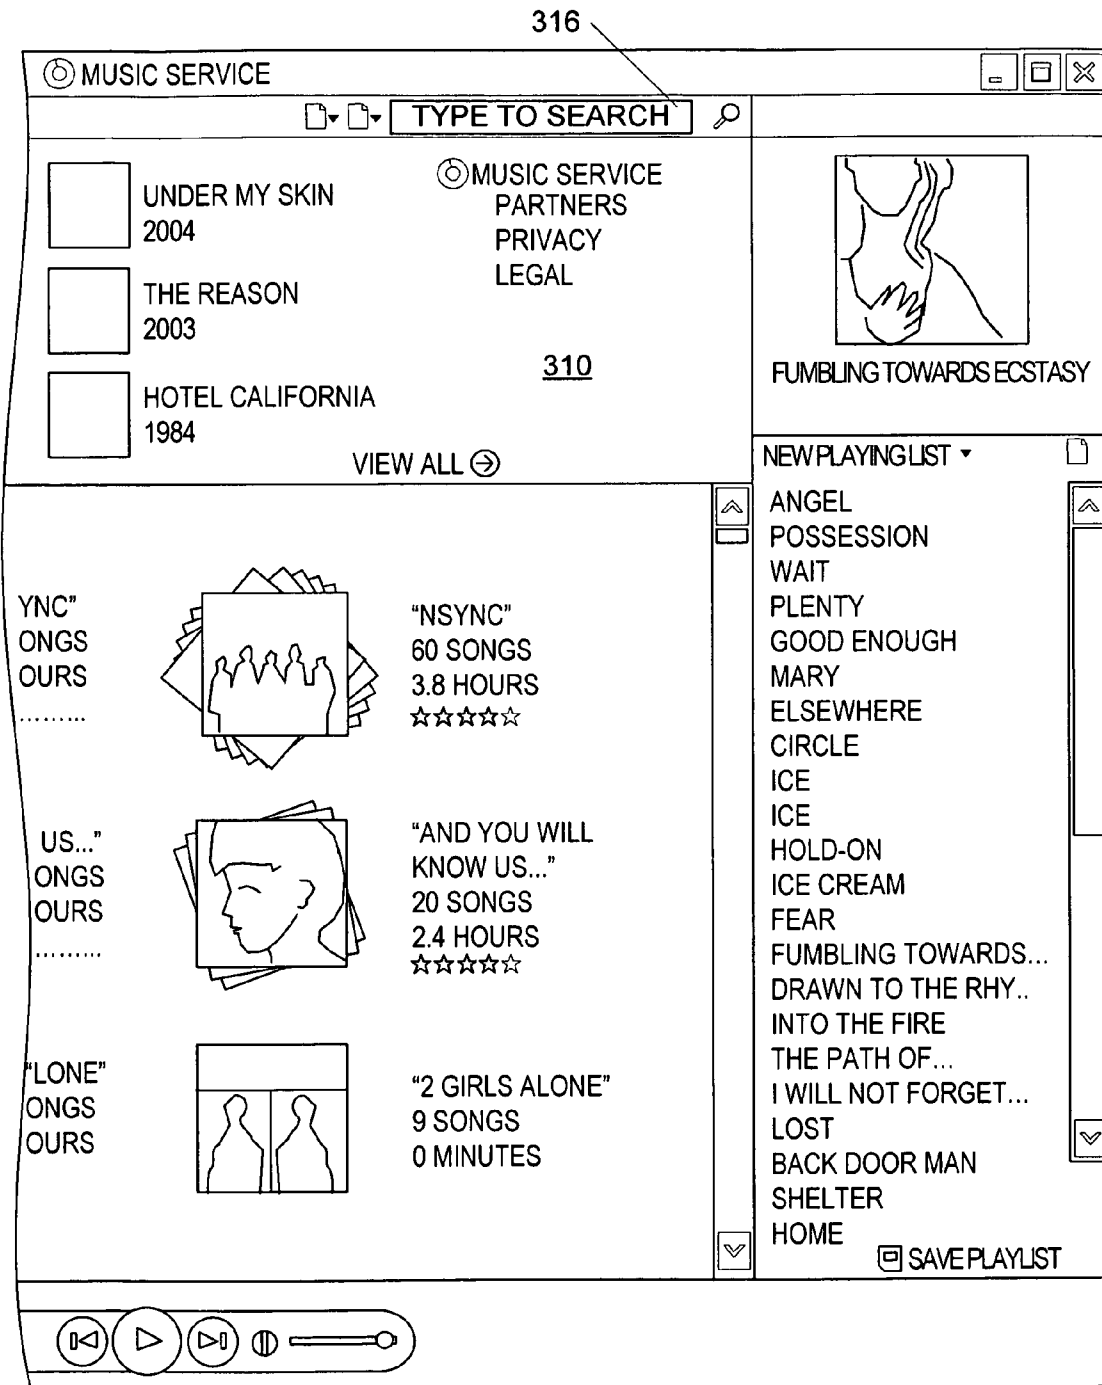 316
MUSIC SERVICE
TYPE TO SEARCH
UNDER MY SKIN
2004
THE REASON
2003
HOTEL CALIFORNIA
1984
MUSIC SERVICE
PARTNERS
PRIVACY
LEGAL
310
VIEW ALL
FUMBLING TOWARDS ECSTASY
YNC"
ONGS
OURS
.........
"NSYNC"
60 SONGS
3.8 HOURS
US..."
ONGS
OURS
.........
"AND YOU WILL
KNOW US..."
20 SONGS
2.4 HOURS
"LONE"
ONGS
OURS
"2 GIRLS ALONE"
9 SONGS
0 MINUTES
NEW PLAYING LIST
ANGEL
POSSESSION
WAIT
PLENTY
GOOD ENOUGH
MARY
ELSEWHERE
CIRCLE
ICE
ICE
HOLD-ON
ICE CREAM
FEAR
FUMBLING TOWARDS...
DRAWN TO THE RHY..
INTO THE FIRE
THE PATH OF...
I WILL NOT FORGET...
LOST
BACK DOOR MAN
SHELTER
HOME
SAVE PLAYLIST